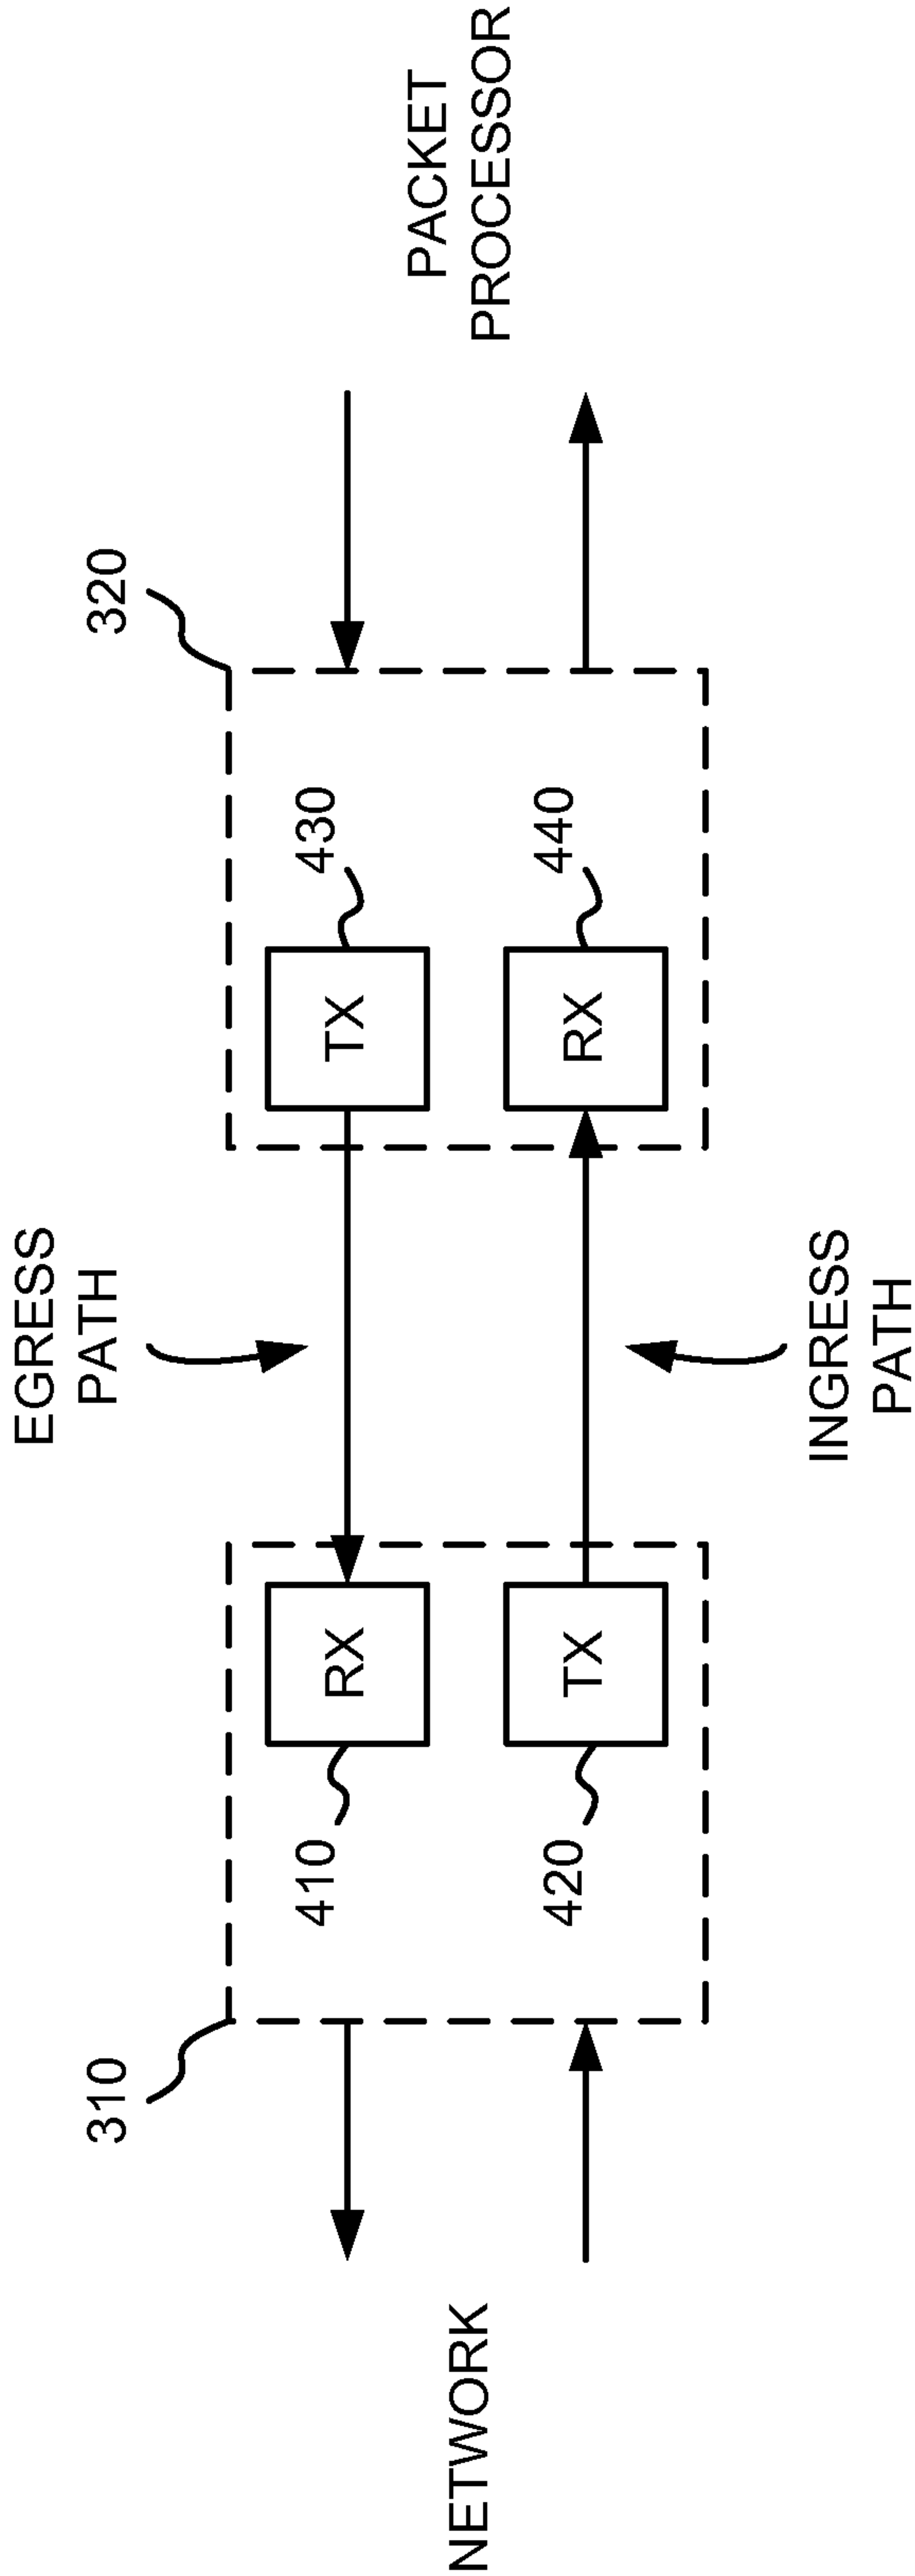 EGRESS
PATH
310
320
410
RX
TX
430
NETWORK
PACKET
PROCESSOR
420
TX
RX
440
INGRESS
PATH